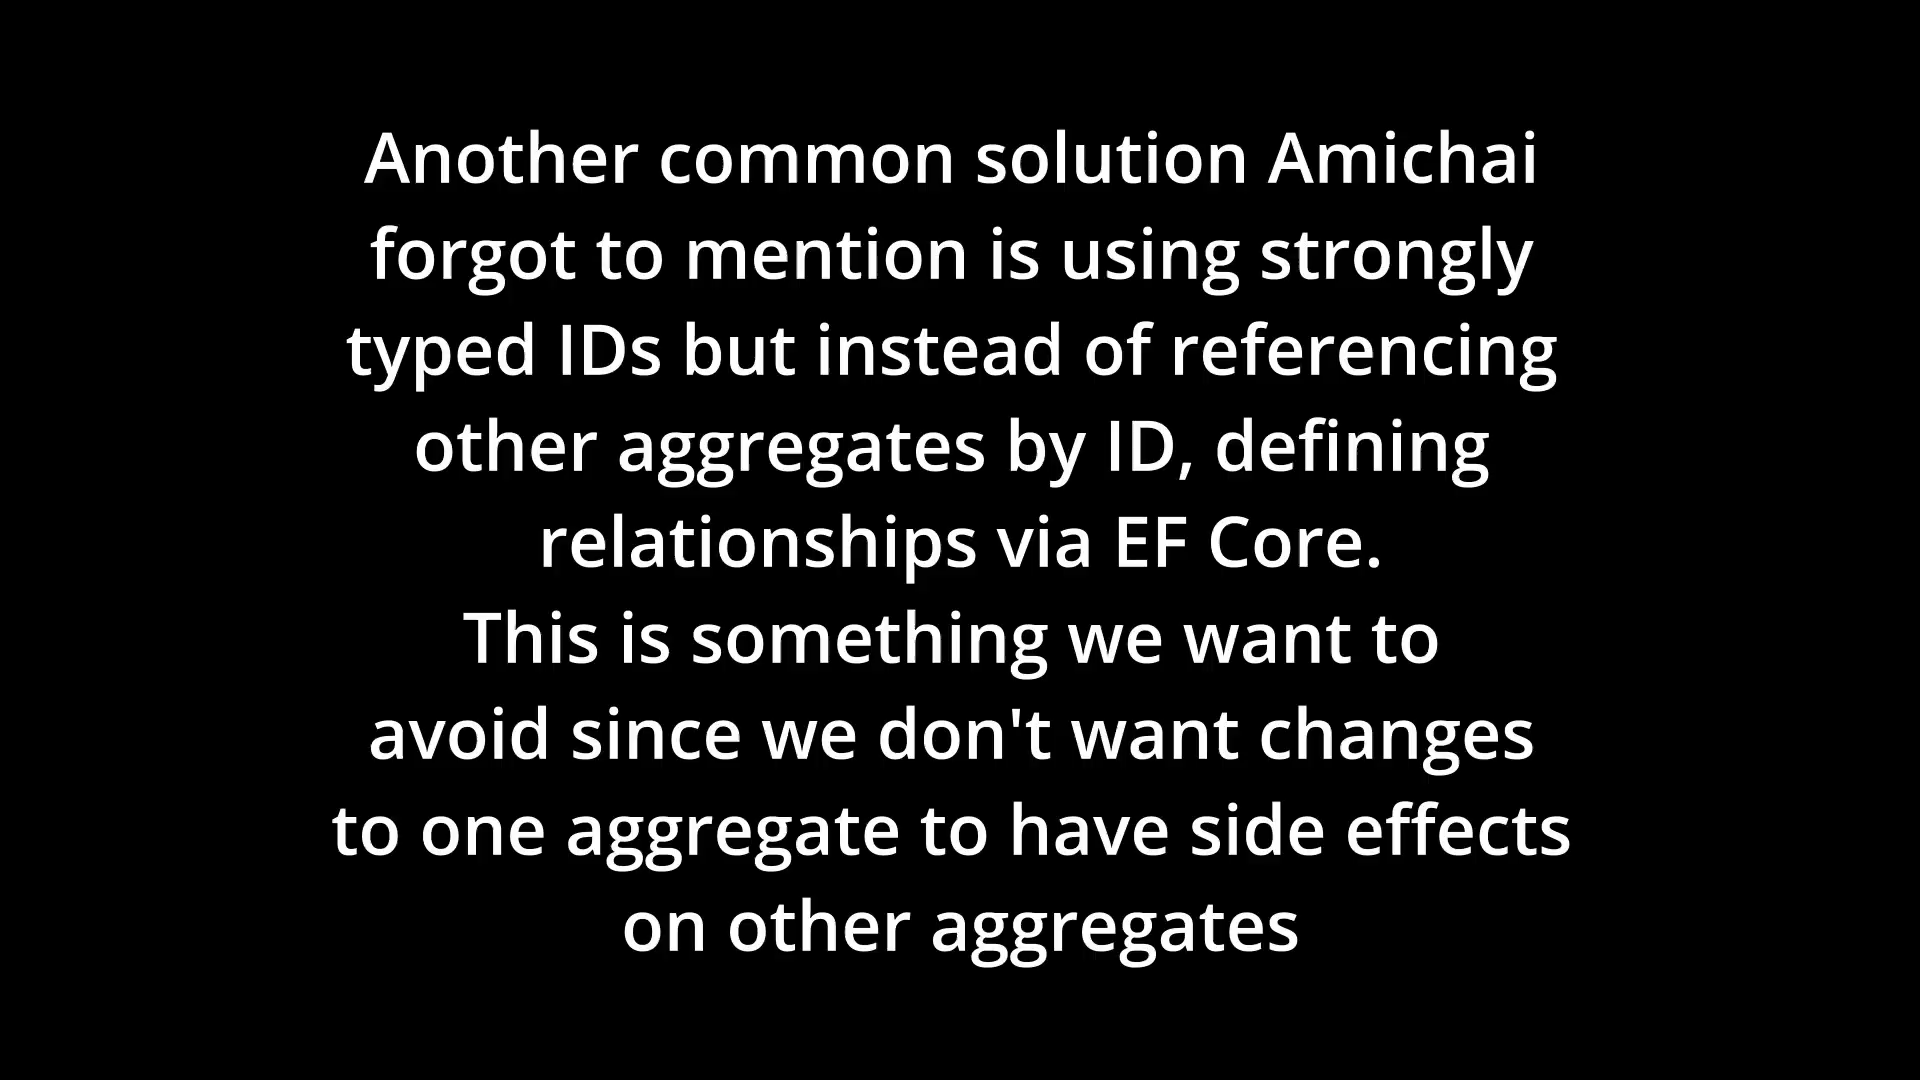 Another common solution Amichai
forgot to mention is using strongly
typed IDs but instead of referencing
other aggregates by ID, defining
relationships via EF Core.
This is something we want to
avoid since we don't want changes
to one aggregate to have side effects
on other aggregates